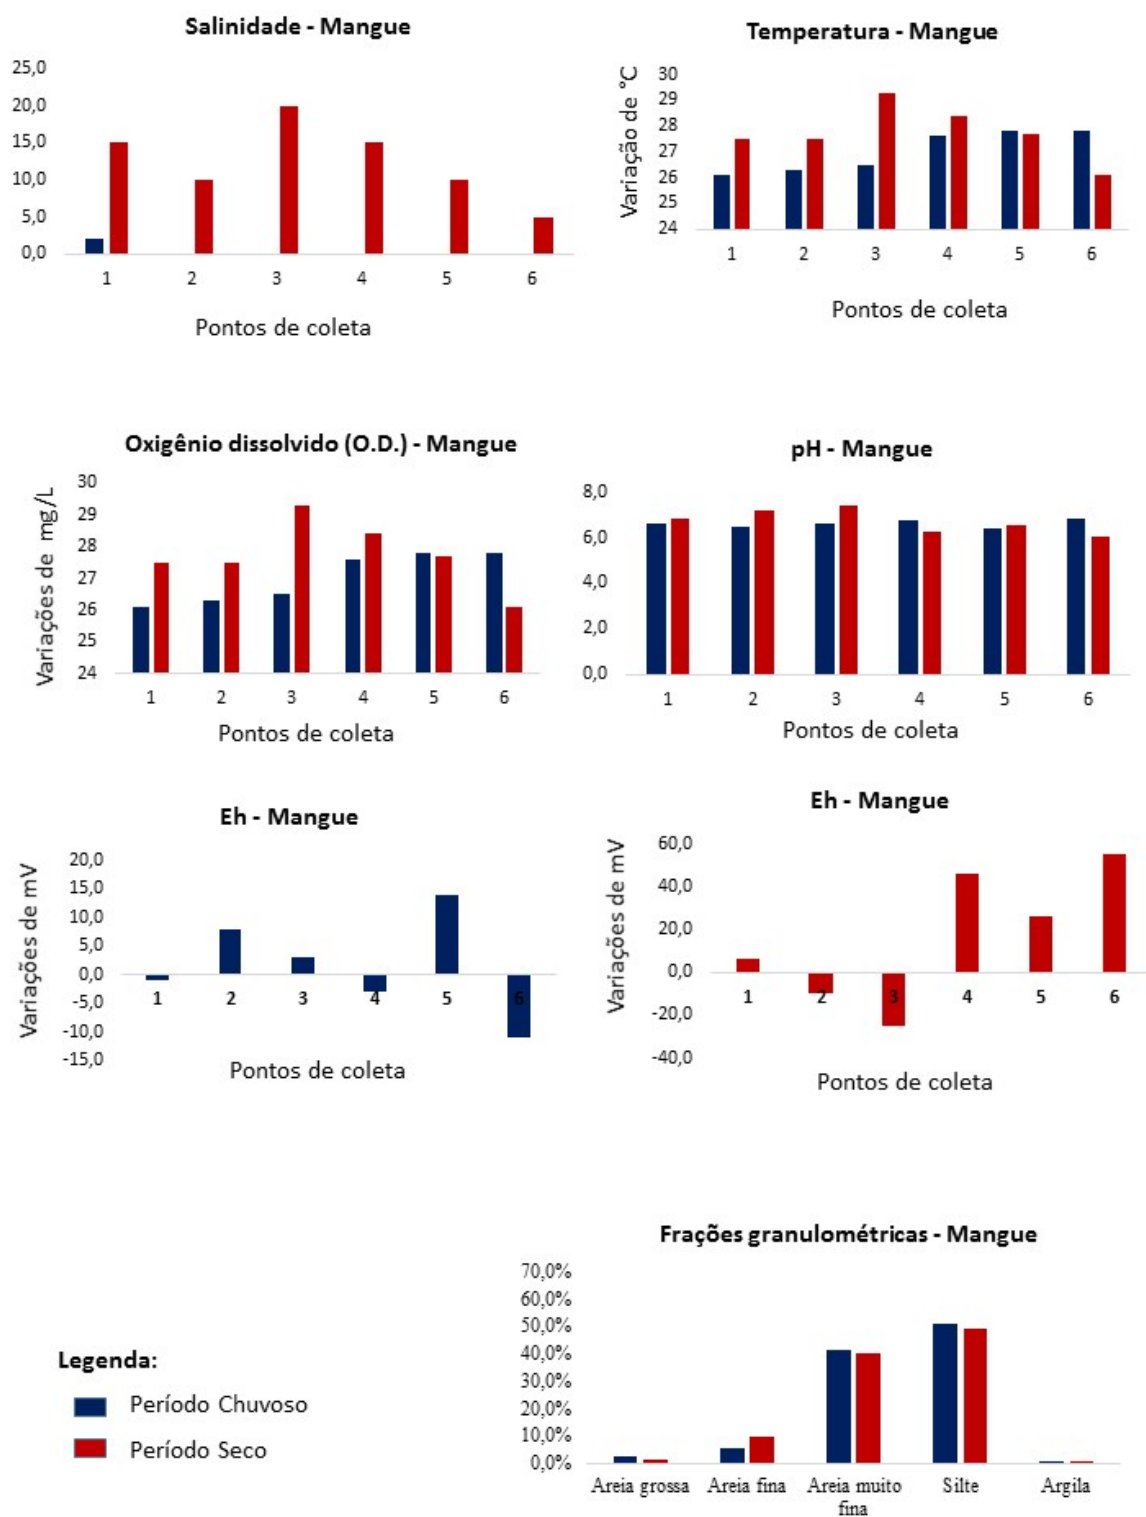 Salinidade - Mangue
25,0
20,0
15,0
10,0
5,0
0,0
1 2 3 4 5 6
Pontos de coleta
Temperatura - Mangue
Variação de °C
30
29
28
27
26
25
24
1 2 3 4 5 6
Pontos de coleta
Oxigênio dissolvido (O.D.) - Mangue
Variações de mg/L
30
29
28
27
26
25
24
1 2 3 4 5 6
Pontos de coleta
pH - Mangue
8,0
6,0
4,0
2,0
0,0
1 2 3 4 5 6
Pontos de coleta
Eh - Mangue
Variações de mV
20,0
15,0
10,0
5,0
0,0
-5,0
-10,0
-15,0
1 2 3 4 5 6
Pontos de coleta
Eh - Mangue
Variações de mV
60,0
40,0
20,0
0,0
-20,0
-40,0
1 2 3 4 5 6
Pontos de coleta
Legenda:
Período Chuvoso
Período Seco
Frações granulométricas - Mangue
70,0%
60,0%
50,0%
40,0%
30,0%
20,0%
10,0%
0,0%
Areia grossa Areia fina Areia muito Silte Argila
fina